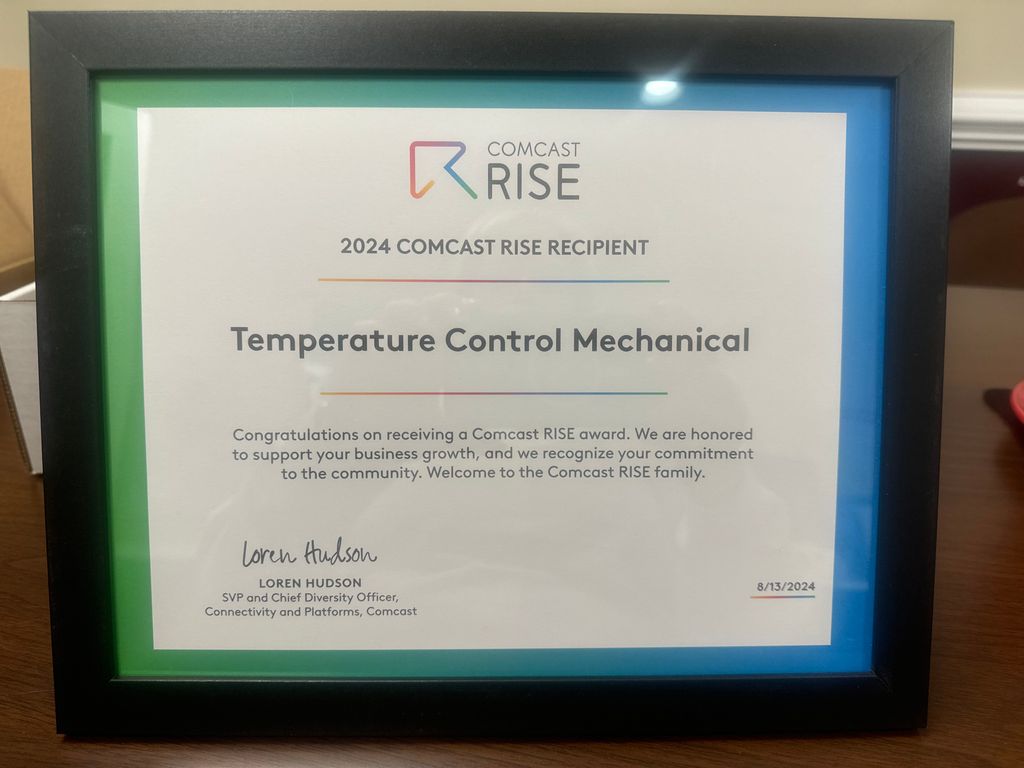 COMCAST
RISE
2024 COMCAST RISE RECIPIENT
Temperature Control Mechanical
Congratulations on receiving a Comcast RISE award. We are honored
to support your business growth, and we recognize your commitment
to the community. Welcome to the Comcast RISE family.
Loren Hudson
LOREN HUDSON
SVP and Chief Diversity Officer,
Connectivity and Platforms, Comcast
8/13/2024